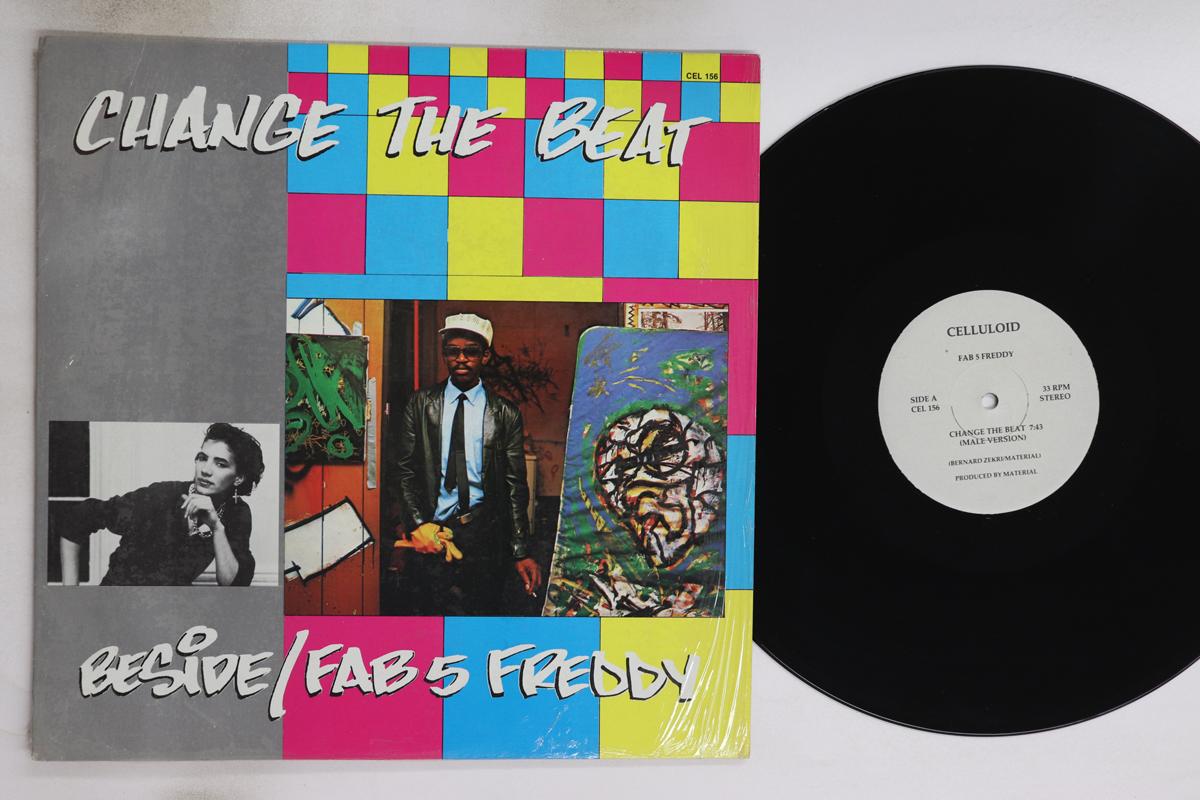 CEL 156
CHANGE THE BEAT
BESIDE/FAB 5 FREDDY
CELLULOID
FAB 5 FREDDY
SIDE A
CEL 156
33 RPM
STEREO
CHANGE THE BEAT 7:43
(MALE VERSION)
(BERNARD ZEKRI/MATERIAL)
PRODUCED BY MATERIAL